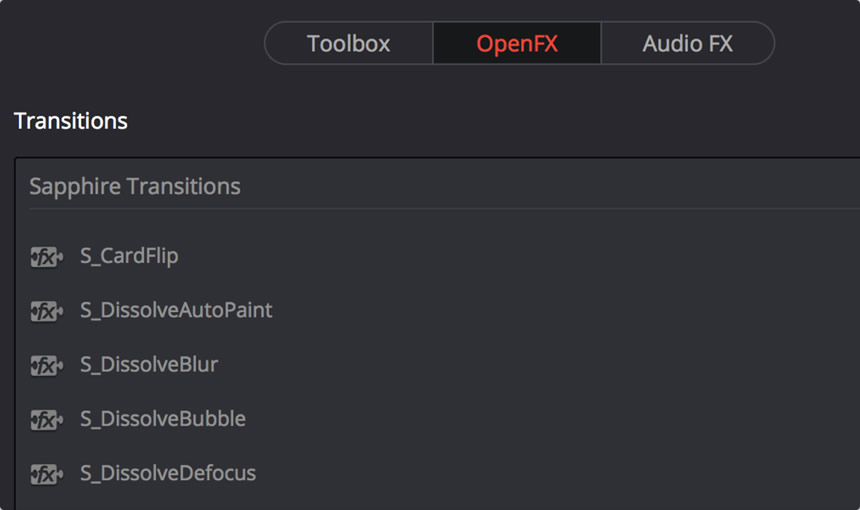 Toolbox OpenFX Audio FX
Transitions
Sapphire Transitions
fx S_CardFlip
fx S_DissolveAutoPaint
fx S_DissolveBlur
fx S_DissolveBubble
fx S_DissolveDefocus